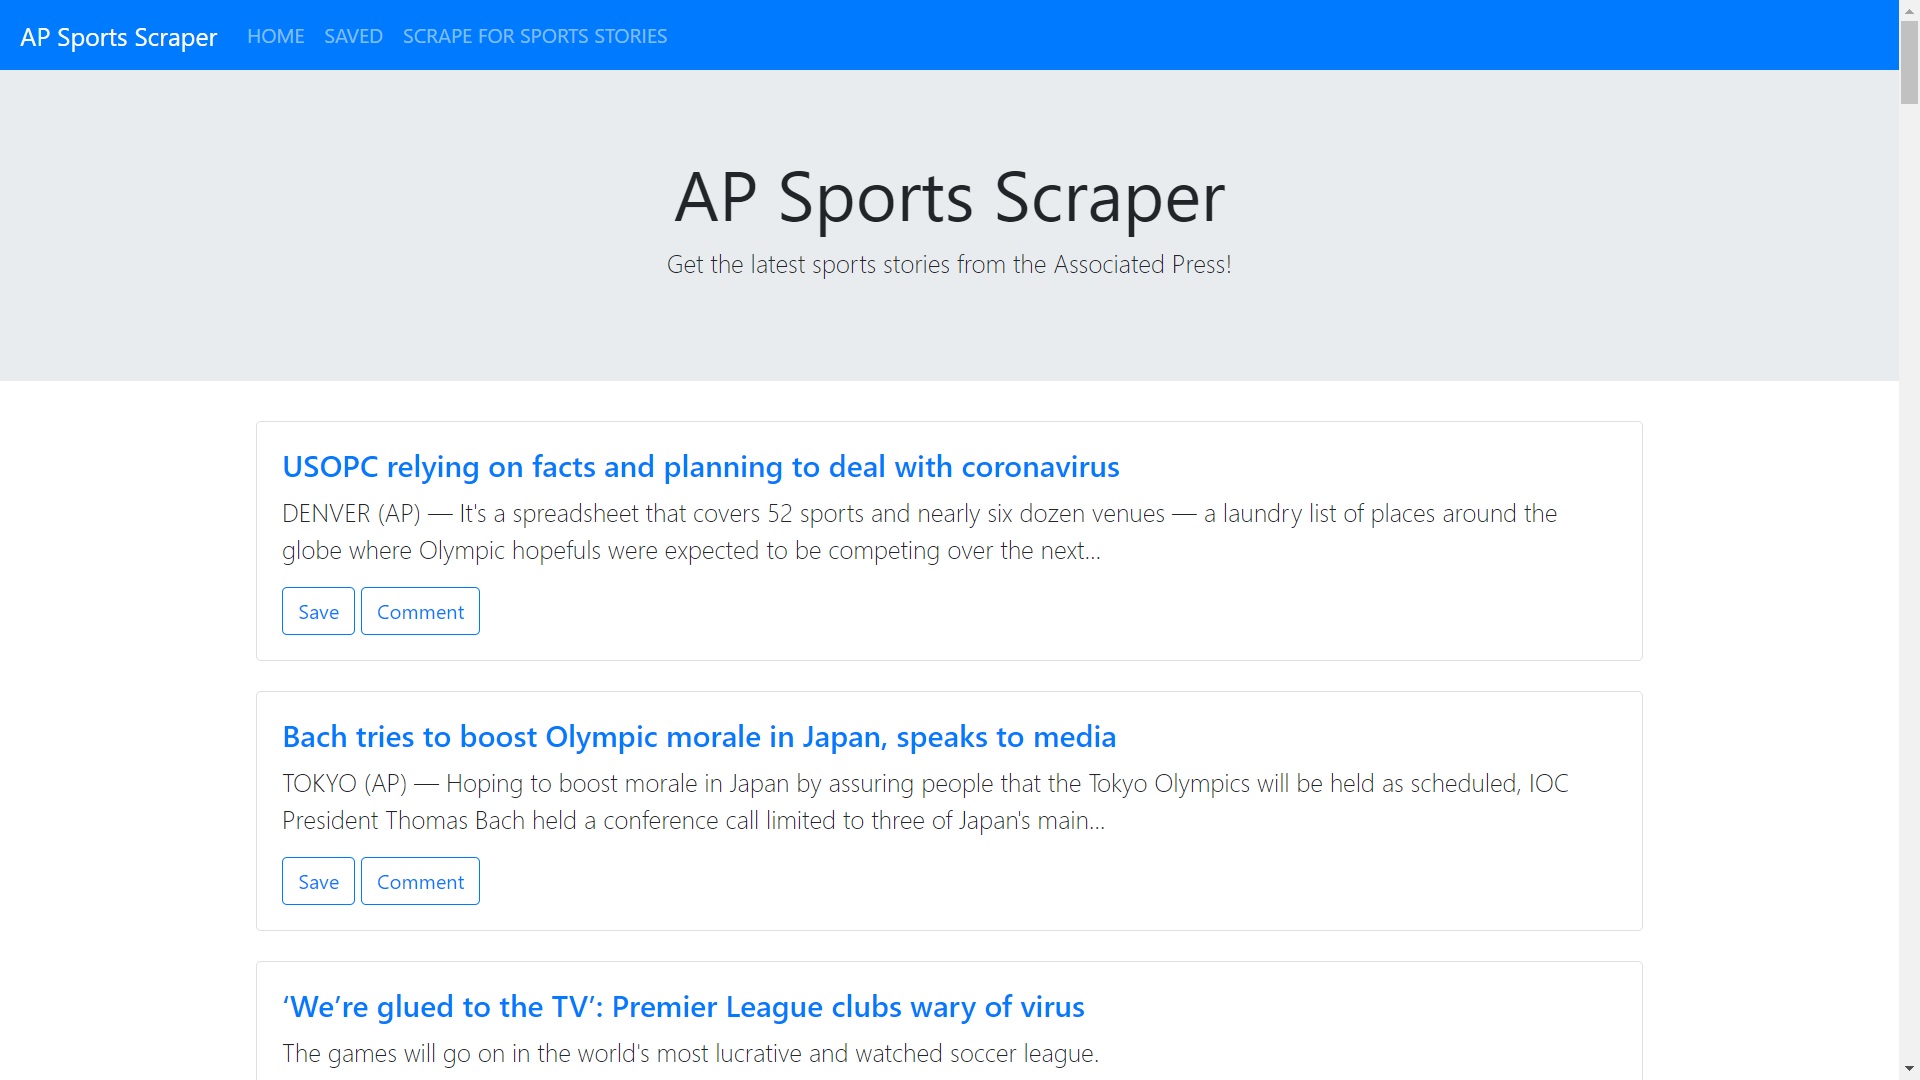 AP Sports Scraper HOME SAVED SCRAPE FOR SPORTS STORIES
AP Sports Scraper
Get the latest sports stories from the Associated Press!
USOPC relying on facts and planning to deal with coronavirus
DENVER (AP) — It's a spreadsheet that covers 52 sports and nearly six dozen venues — a laundry list of places around the
globe where Olympic hopefuls were expected to be competing over the next...
Save Comment
Bach tries to boost Olympic morale in Japan, speaks to media
TOKYO (AP) — Hoping to boost morale in Japan by assuring people that the Tokyo Olympics will be held as scheduled, IOC
President Thomas Bach held a conference call limited to three of Japan's main...
Save Comment
‘We’re glued to the TV’: Premier League clubs wary of virus
The games will go on in the world's most lucrative and watched soccer league.